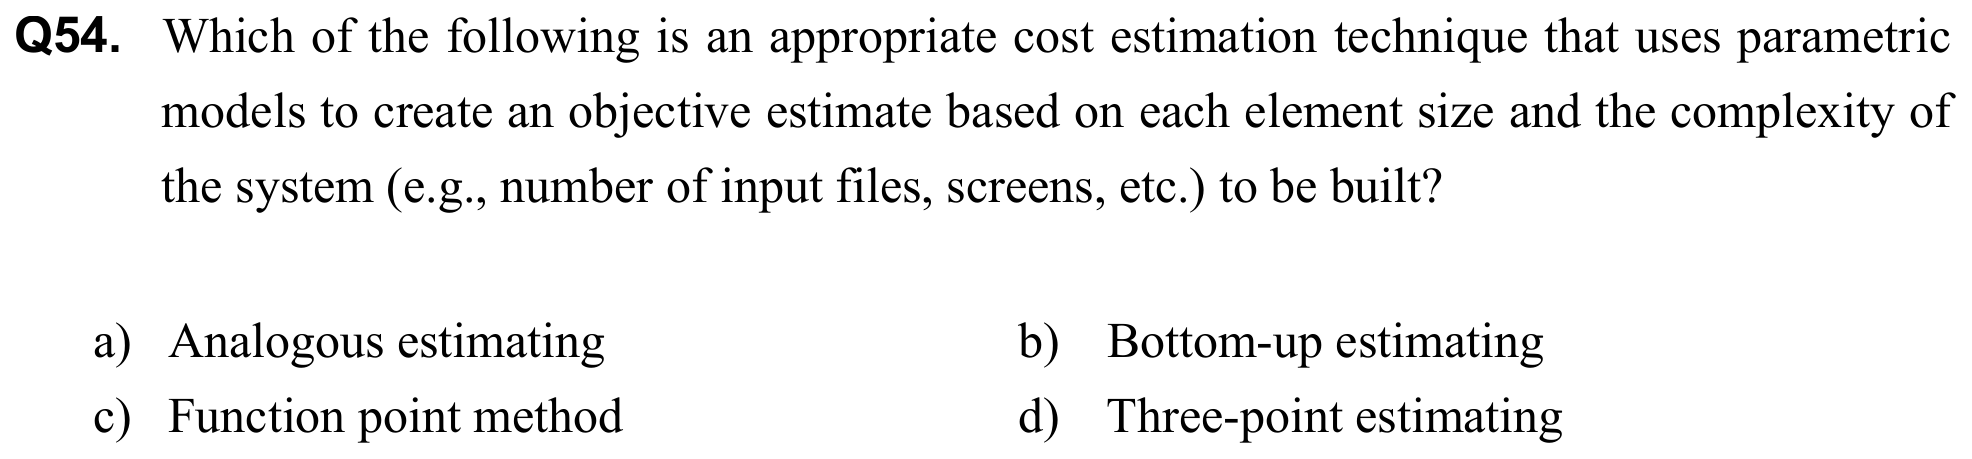 Q54. Which of the following is an appropriate cost estimation technique that uses parametric
models to create an objective estimate based on each element size and the complexity of
the system (e.g., number of input files, screens, etc.) to be built?
a) Analogous estimating b) Bottom-up estimating
c) Function point method d) Three-point estimating